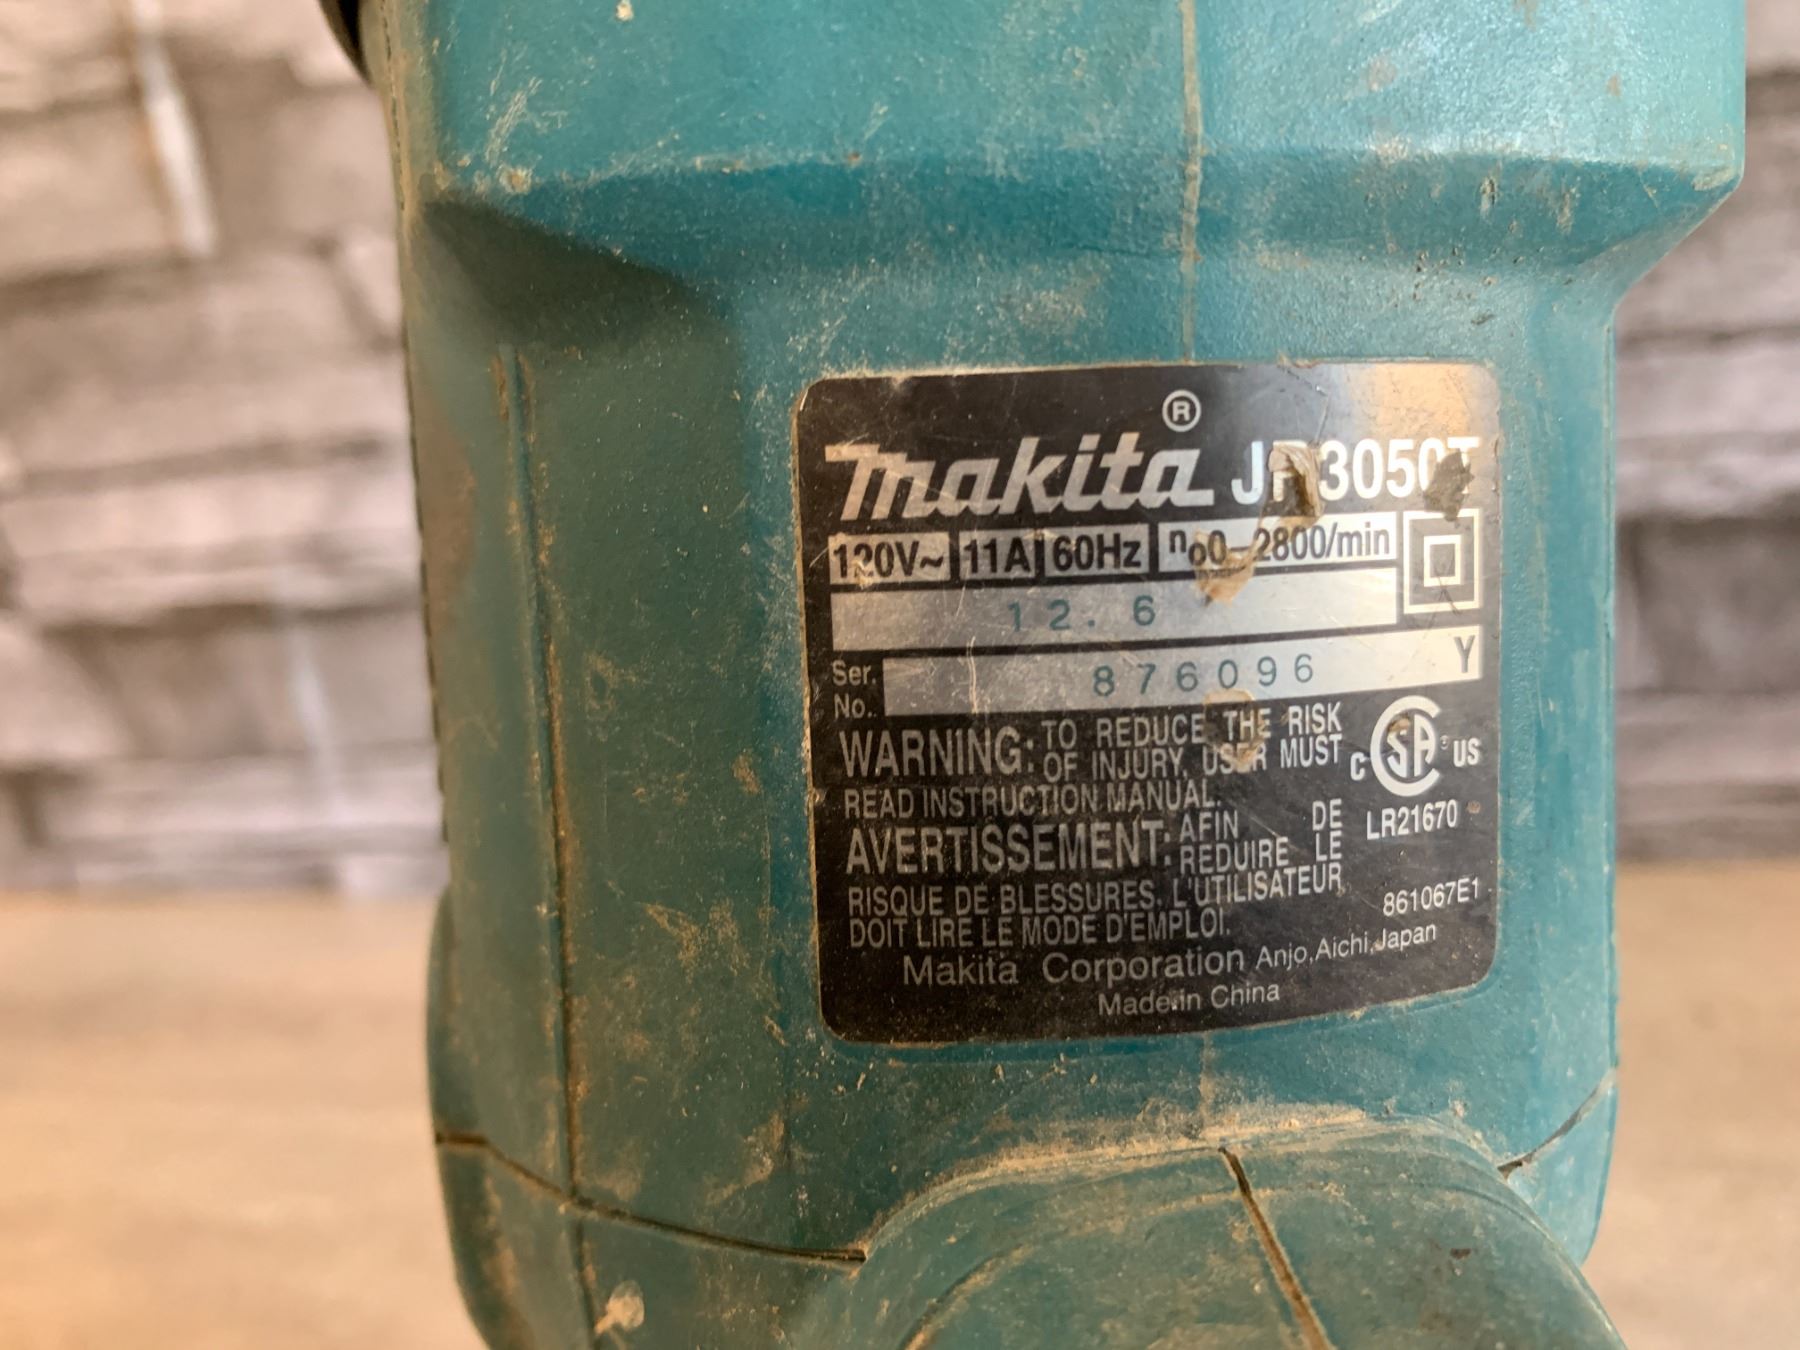 Makita® JR3050T
120V~ 11A 60Hz n₀0–2800/min
12.6
Ser. No. 876096 Y
WARNING: TO REDUCE THE RISK
OF INJURY, USER MUST
READ INSTRUCTION MANUAL.
C SA ® US
LR21670
AVERTISSEMENT: AFIN DE
REDUIRE LE
RISQUE DE BLESSURES, L'UTILISATEUR
DOIT LIRE LE MODE D'EMPLOI.
861067E1
Makita Corporation Anjo, Aichi, Japan
Made in China